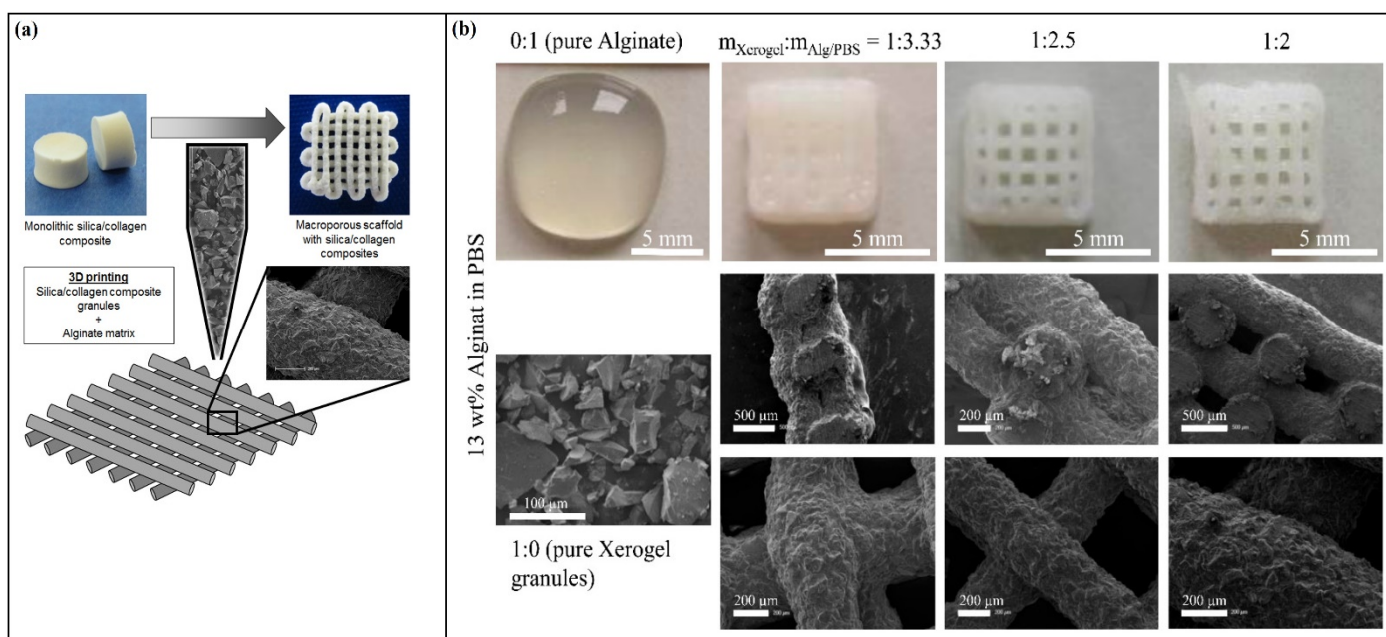 (a)
Monolithic silica/collagen
composite
Macroporous scaffold
with silica/collagen
composites
3D printing
Silica/collagen composite
granules
+
Alginate matrix
(b)
0:1 (pure Alginate)
mXerogel:mAlg/PBS = 1:3.33
1:2.5
1:2
13 wt% Alginat in PBS
5 mm
5 mm
5 mm
5 mm
500 µm
200 µm
500 µm
100 µm
1:0 (pure Xerogel
granules)
200 µm
200 µm
200 µm